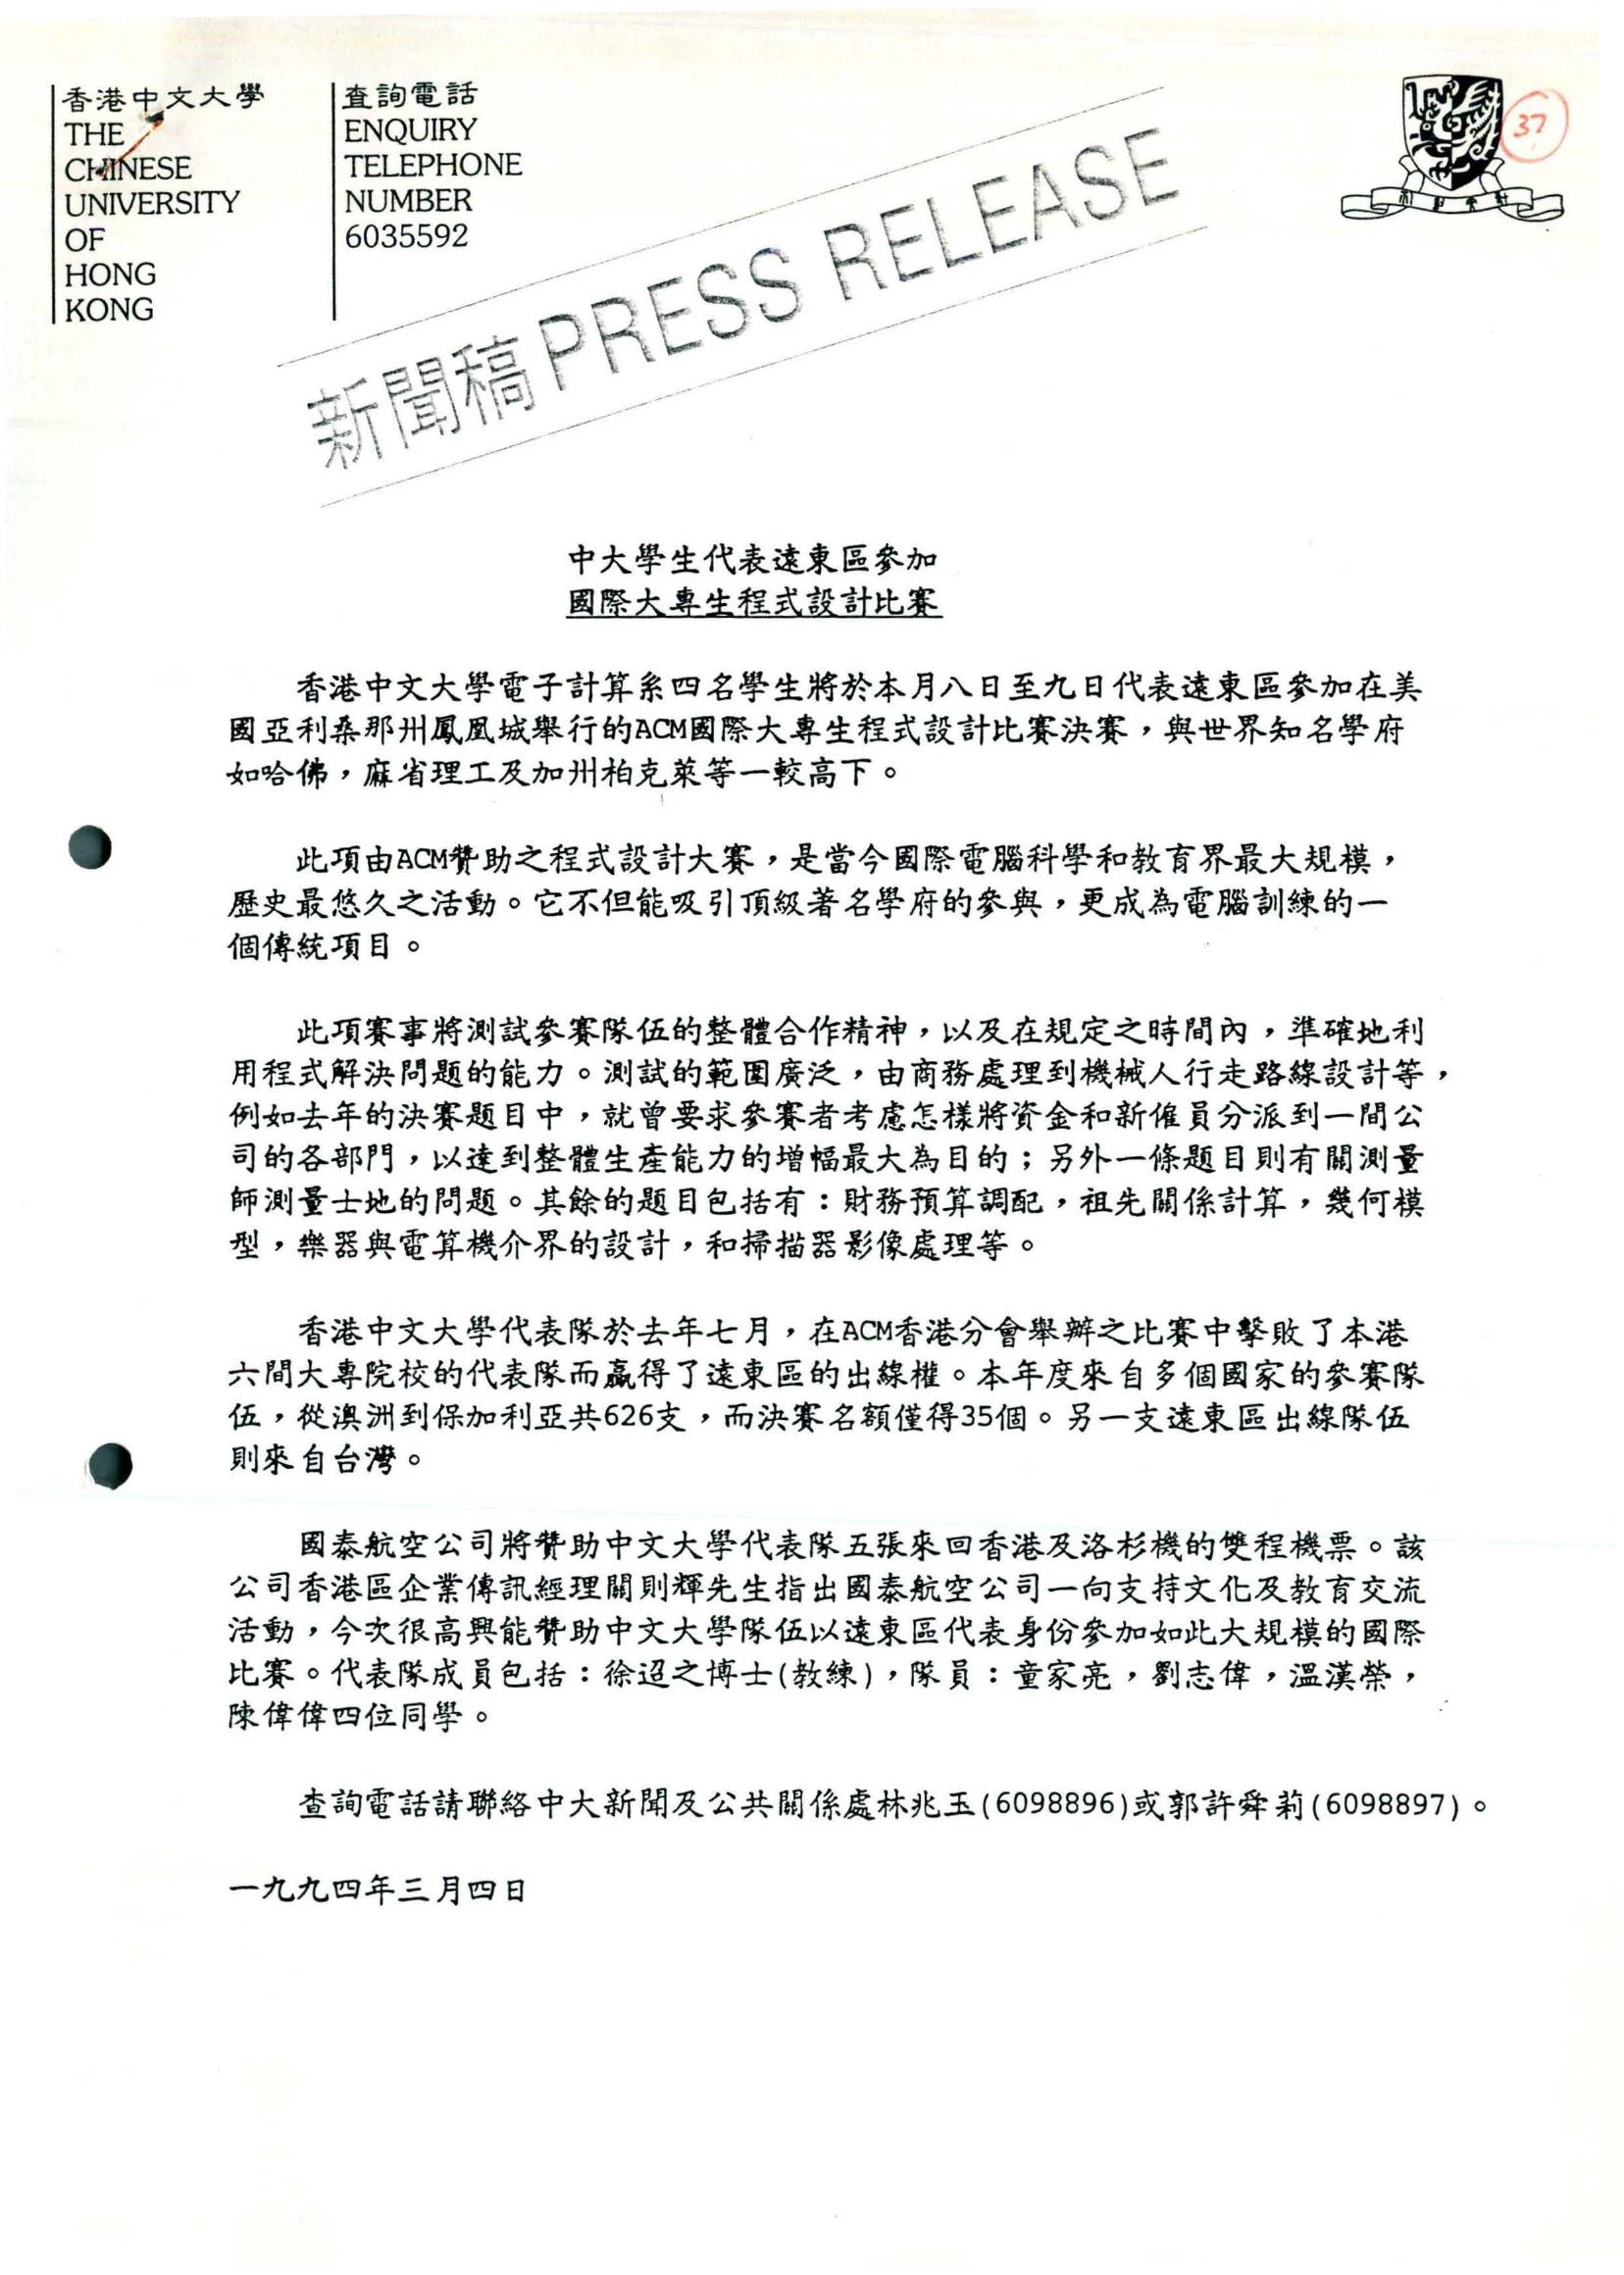 香港中文大學
THE
CHINESE
UNIVERSITY
OF
HONG
KONG
查詢電話
ENQUIRY
TELEPHONE
NUMBER
6035592
37
新聞稿 PRESS RELEASE
中大學生代表遠東區參加
國際大專生程式設計比賽
香港中文大學電子計算系四名學生將於本月八日至九日代表遠東區參加在美
國亞利桑那州鳳凰城舉行的ACM國際大專生程式設計比賽決賽，與世界知名學府
如哈佛，麻省理工及加州柏克萊等一較高下。
此項由ACM贊助之程式設計大賽，是當今國際電腦科學和教育界最大規模，
歷史最悠久之活動。它不但能吸引頂級著名學府的參與，更成為電腦訓練的一
個傳統項目。
此項賽事將測試參賽隊伍的整體合作精神，以及在規定之時間內，準確地利
用程式解決問題的能力。測試的範圍廣泛，由商務處理到機械人行走路線設計等，
例如去年的決賽題目中，就曾要求參賽者考慮怎樣將資金和新僱員分派到一間公
司的各部門，以達到整體生產能力的增幅最大為目的；另外一條題目則有關測量
師測量士地的問題。其餘的題目包括有：財務預算調配，祖先關係計算，幾何模
型，樂器與電算機介界的設計，和掃描器影像處理等。
香港中文大學代表隊於去年七月，在ACM香港分會舉辦之比賽中擊敗了本港
六間大專院校的代表隊而贏得了遠東區的出線權。本年度來自多個國家的參賽隊
伍，從澳洲到保加利亞共626支，而決賽名額僅得35個。另一支遠東區出線隊伍
則來自台灣。
國泰航空公司將贊助中文大學代表隊五張來回香港及洛杉機的雙程機票。該
公司香港區企業傳訊經理關則輝先生指出國泰航空公司一向支持文化及教育交流
活動，今次很高興能贊助中文大學隊伍以遠東區代表身份參加如此大規模的國際
比賽。代表隊成員包括：徐迢之博士(教練)，隊員：童家亮，劉志偉，溫漢榮，
陳偉偉四位同學。
查詢電話請聯絡中大新聞及公共關係處林兆玉(6098896)或郭許舜莉(6098897)。
一九九四年三月四日